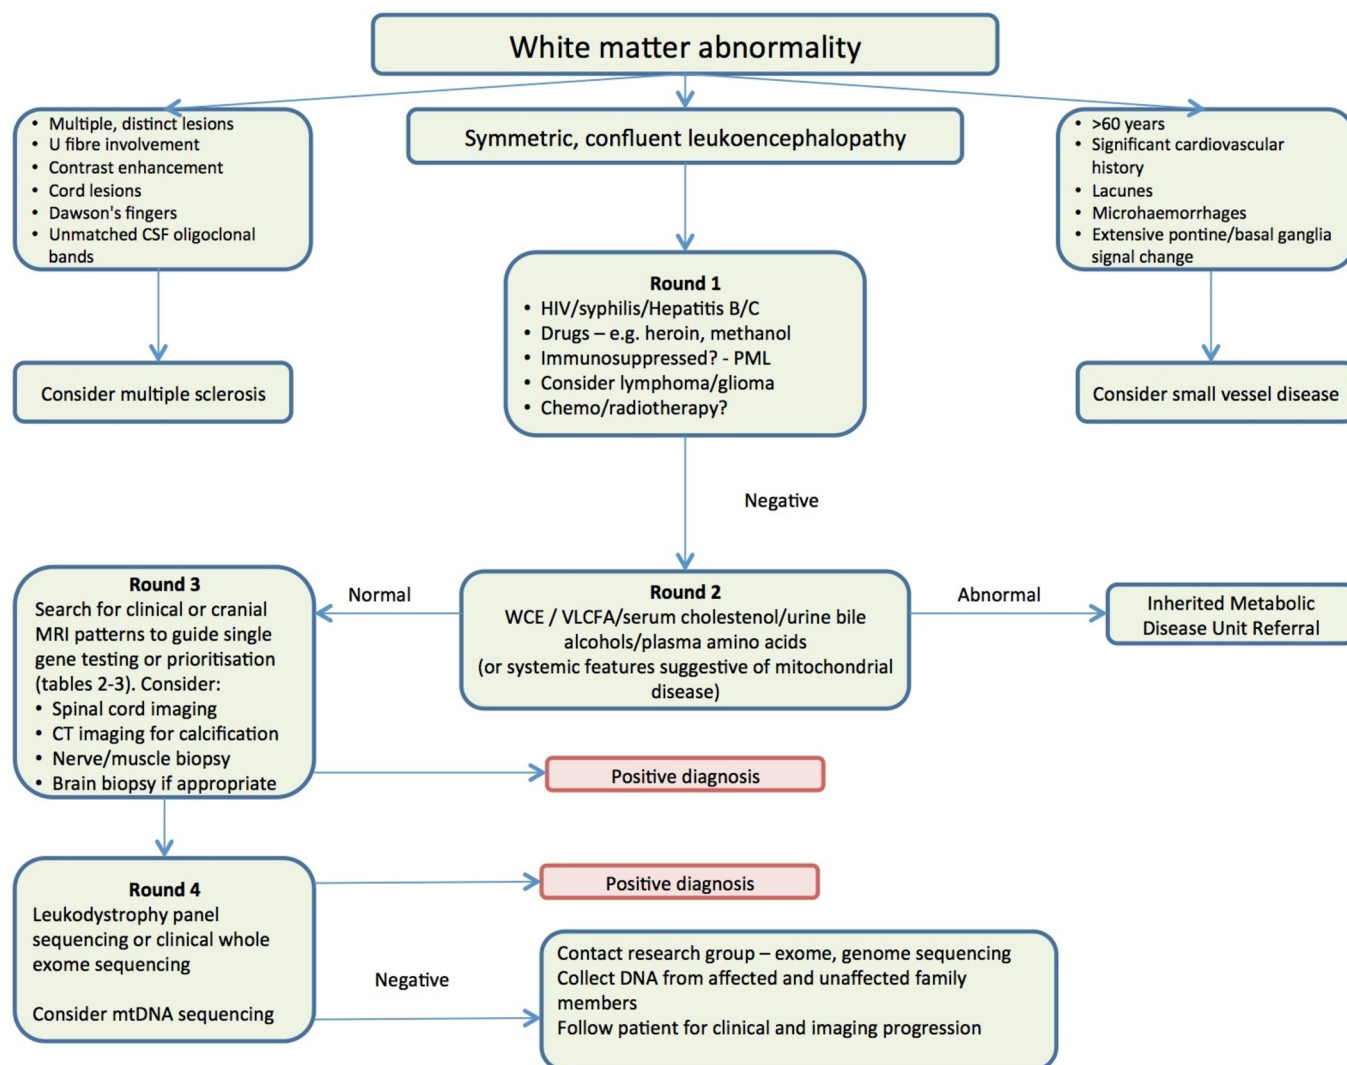 White matter abnormality
• Multiple, distinct lesions
• U fibre involvement
• Contrast enhancement
• Cord lesions
• Dawson's fingers
• Unmatched CSF oligoclonal
bands
Symmetric, confluent leukoencephalopathy
• >60 years
• Significant cardiovascular
history
• Lacunes
• Microhaemorrhages
• Extensive pontine/basal ganglia
signal change
Round 1
• HIV/syphilis/Hepatitis B/C
• Drugs – e.g. heroin, methanol
• Immunosuppressed? - PML
• Consider lymphoma/glioma
• Chemo/radiotherapy?
Consider multiple sclerosis
Consider small vessel disease
Negative
Round 2
WCE / VLCFA/serum cholestenol/urine bile
alcohols/plasma amino acids
(or systemic features suggestive of mitochondrial
disease)
Normal
Abnormal
Inherited Metabolic
Disease Unit Referral
Round 3
Search for clinical or cranial
MRI patterns to guide single
gene testing or prioritisation
(tables 2-3). Consider:
• Spinal cord imaging
• CT imaging for calcification
• Nerve/muscle biopsy
• Brain biopsy if appropriate
Positive diagnosis
Round 4
Leukodystrophy panel
sequencing or clinical whole
exome sequencing
Consider mtDNA sequencing
Positive diagnosis
Negative
Contact research group – exome, genome sequencing
Collect DNA from affected and unaffected family
members
Follow patient for clinical and imaging progression